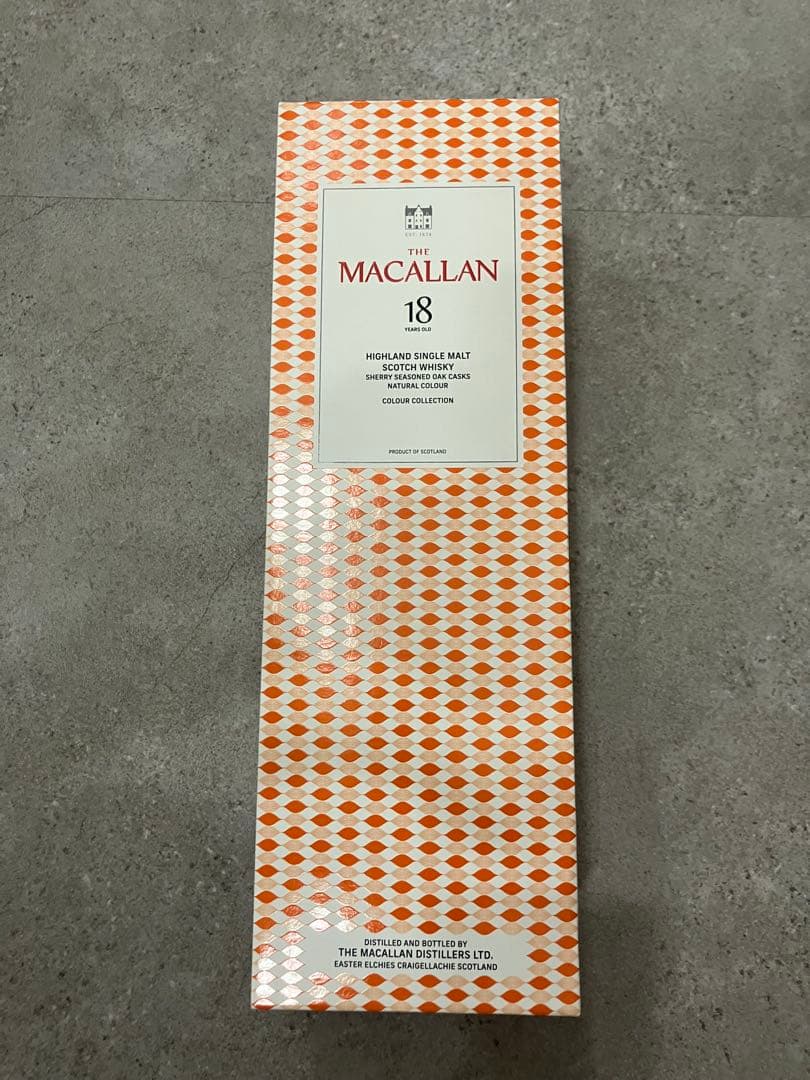 EST. 1824
THE
MACALLAN
18
YEARS OLD
HIGHLAND SINGLE MALT
SCOTCH WHISKY
SHERRY SEASONED OAK CASKS
NATURAL COLOUR
COLOUR COLLECTION
PRODUCT OF SCOTLAND
DISTILLED AND BOTTLED BY
THE MACALLAN DISTILLERS LTD.
EASTER ELCHIES CRAIGELLACHIE SCOTLAND